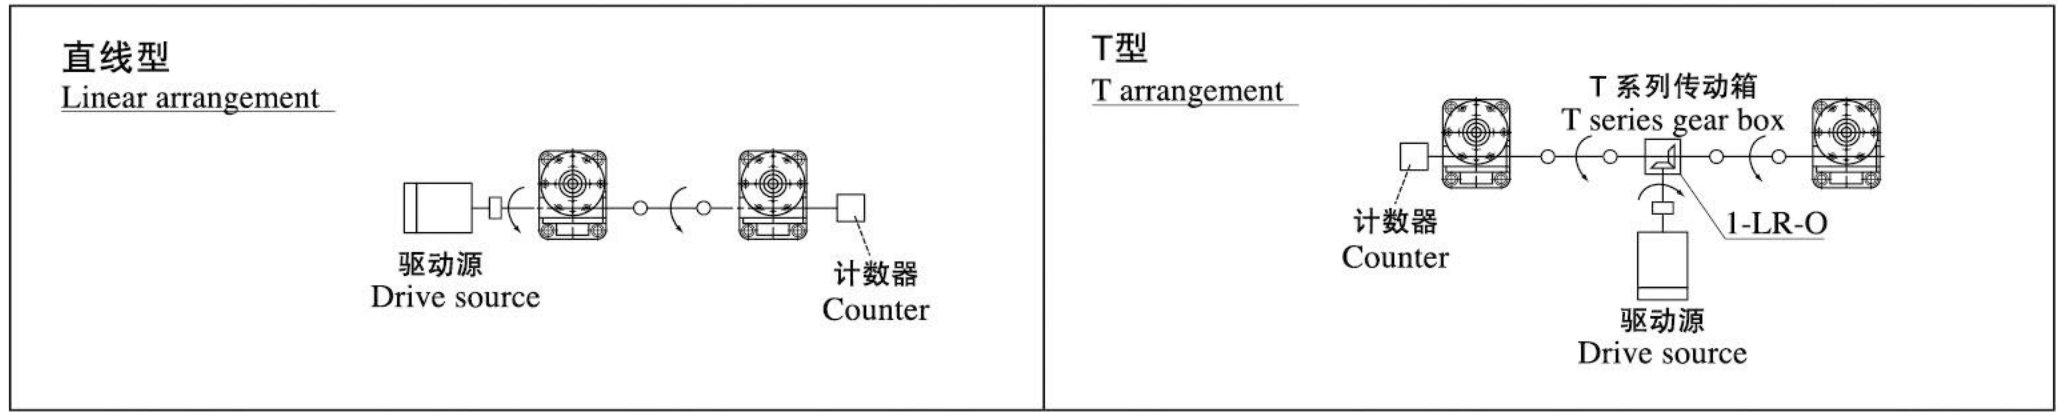 直线型
Linear arrangement
驱动源
Drive source
计数器
Counter
T型
T arrangement
T 系列传动箱
T series gear box
计数器
Counter
1-LR-O
驱动源
Drive source